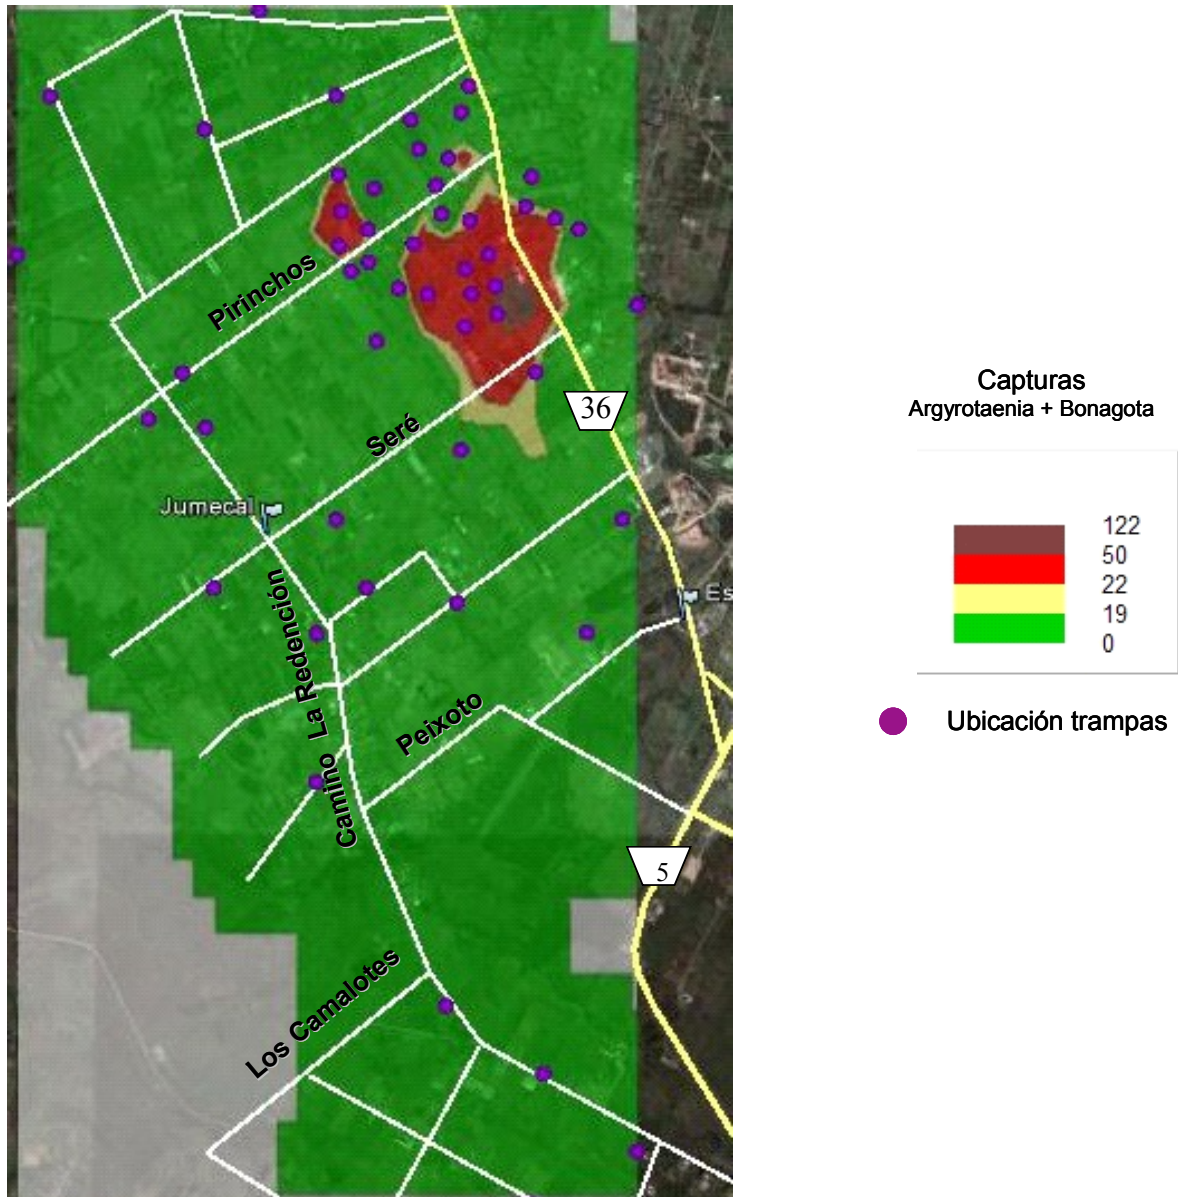 Pirinchos
36
Seré
Jumecal
Camino La Redención
Es
Peixoto
5
Los Camalotes
Capturas
Argyrotaenia + Bonagota
122
50
22
19
0
Ubicación trampas